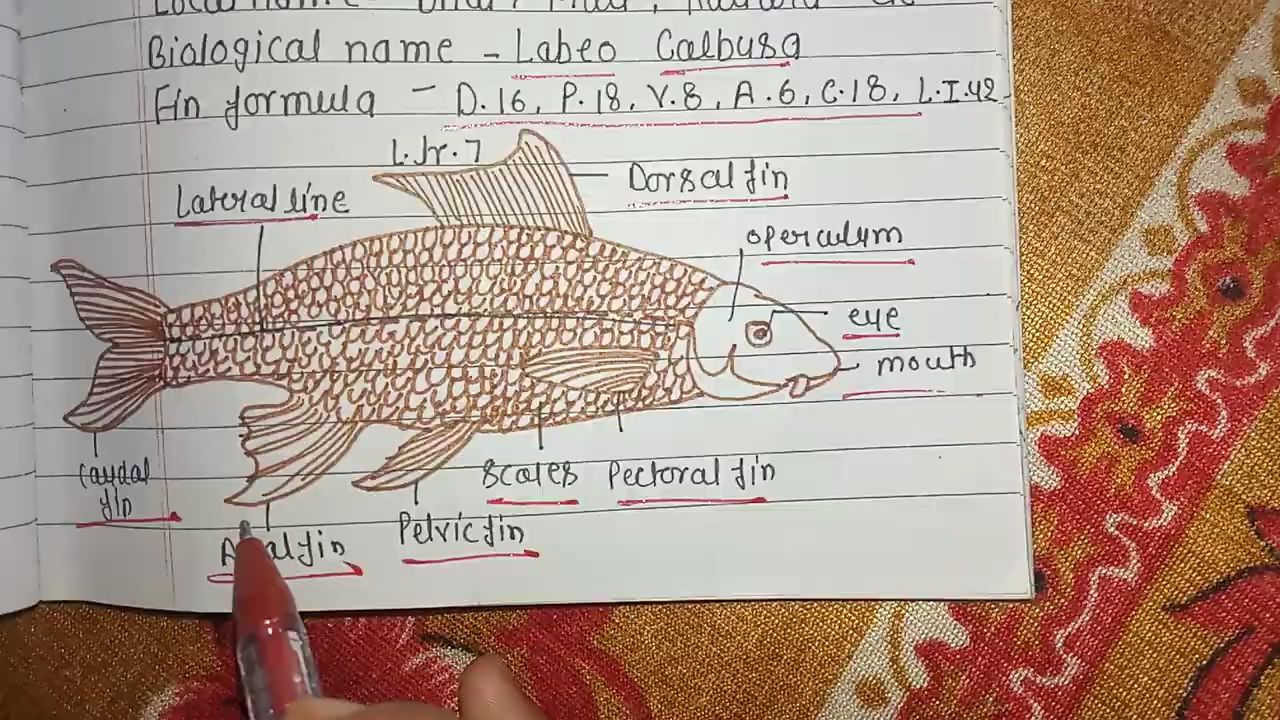 Biological name - Labeo Calbusa
Fin formula - D.16, P.18, V.8, A.6, C.18, L.I.42
L.Jr.7
Dorsal fin
Lateral line
operculum
eye
mouth
caudal
fin
scales
Pectoral fin
Pelvic fin
Anal fin